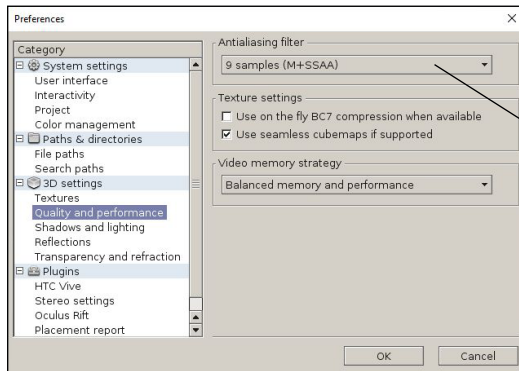 Preferences
Category
System settings
User interface
Interactivity
Project
Color management
Paths & directories
File paths
Search paths
3D settings
Textures
Quality and performance
Shadows and lighting
Reflections
Transparency and refraction
Plugins
HTC Vive
Stereo settings
Oculus Rift
Placement report
Antialiasing filter
9 samples (M+SSAA)
Texture settings
Use on the fly BC7 compression when available
Use seamless cubemaps if supported
Video memory strategy
Balanced memory and performance
OK
Cancel